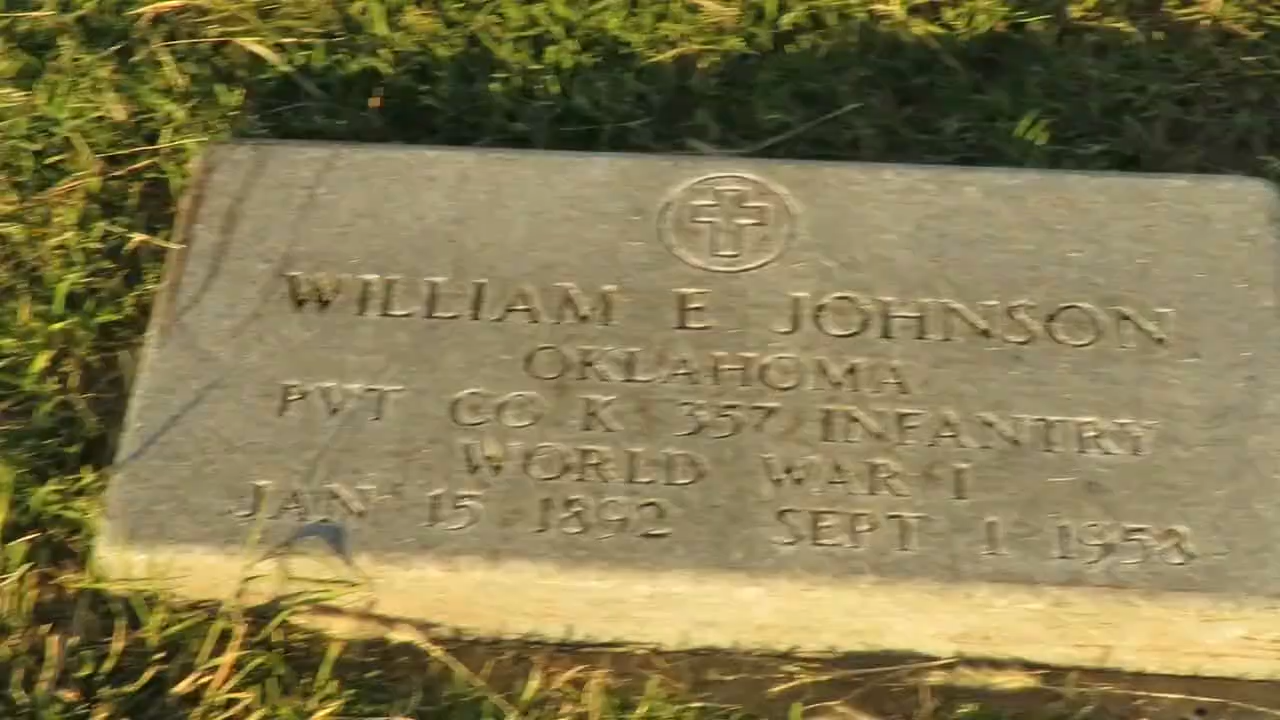 WILLIAM E JOHNSON
OKLAHOMA
PVT CO K 357 INFANTRY
WORLD WAR I
JAN 15 1892 SEPT 1 1958